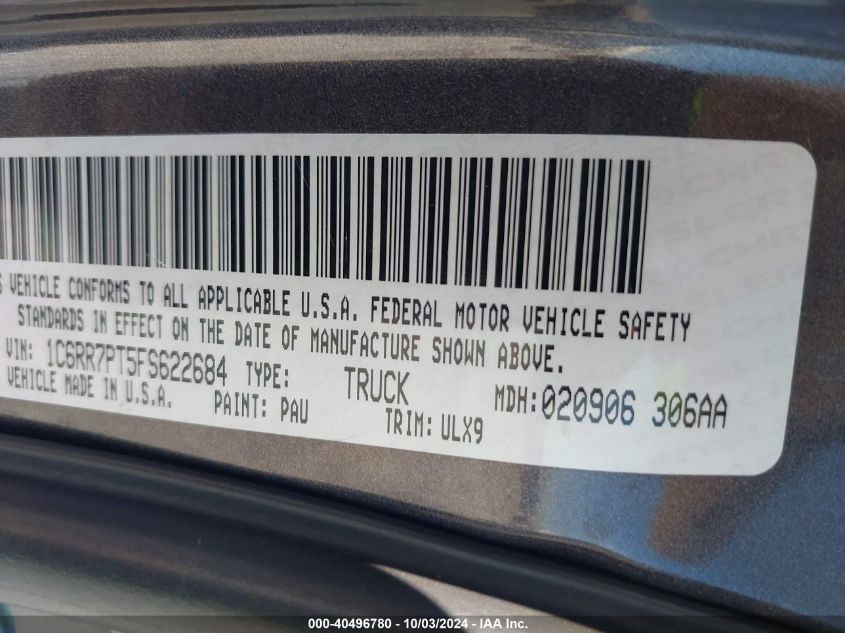 VEHICLE CONFORMS TO ALL APPLICABLE U.S.A. FEDERAL MOTOR VEHICLE SAFETY
STANDARDS IN EFFECT ON THE DATE OF MANUFACTURE SHOWN ABOVE.
VIN: 1C6RR7PT5FS622684 TYPE: TRUCK MDH:020906 306AA
VEHICLE MADE IN U.S.A. PAINT: PAU TRIM: ULX9
000-40496780 - 10/03/2024 - IAA Inc.